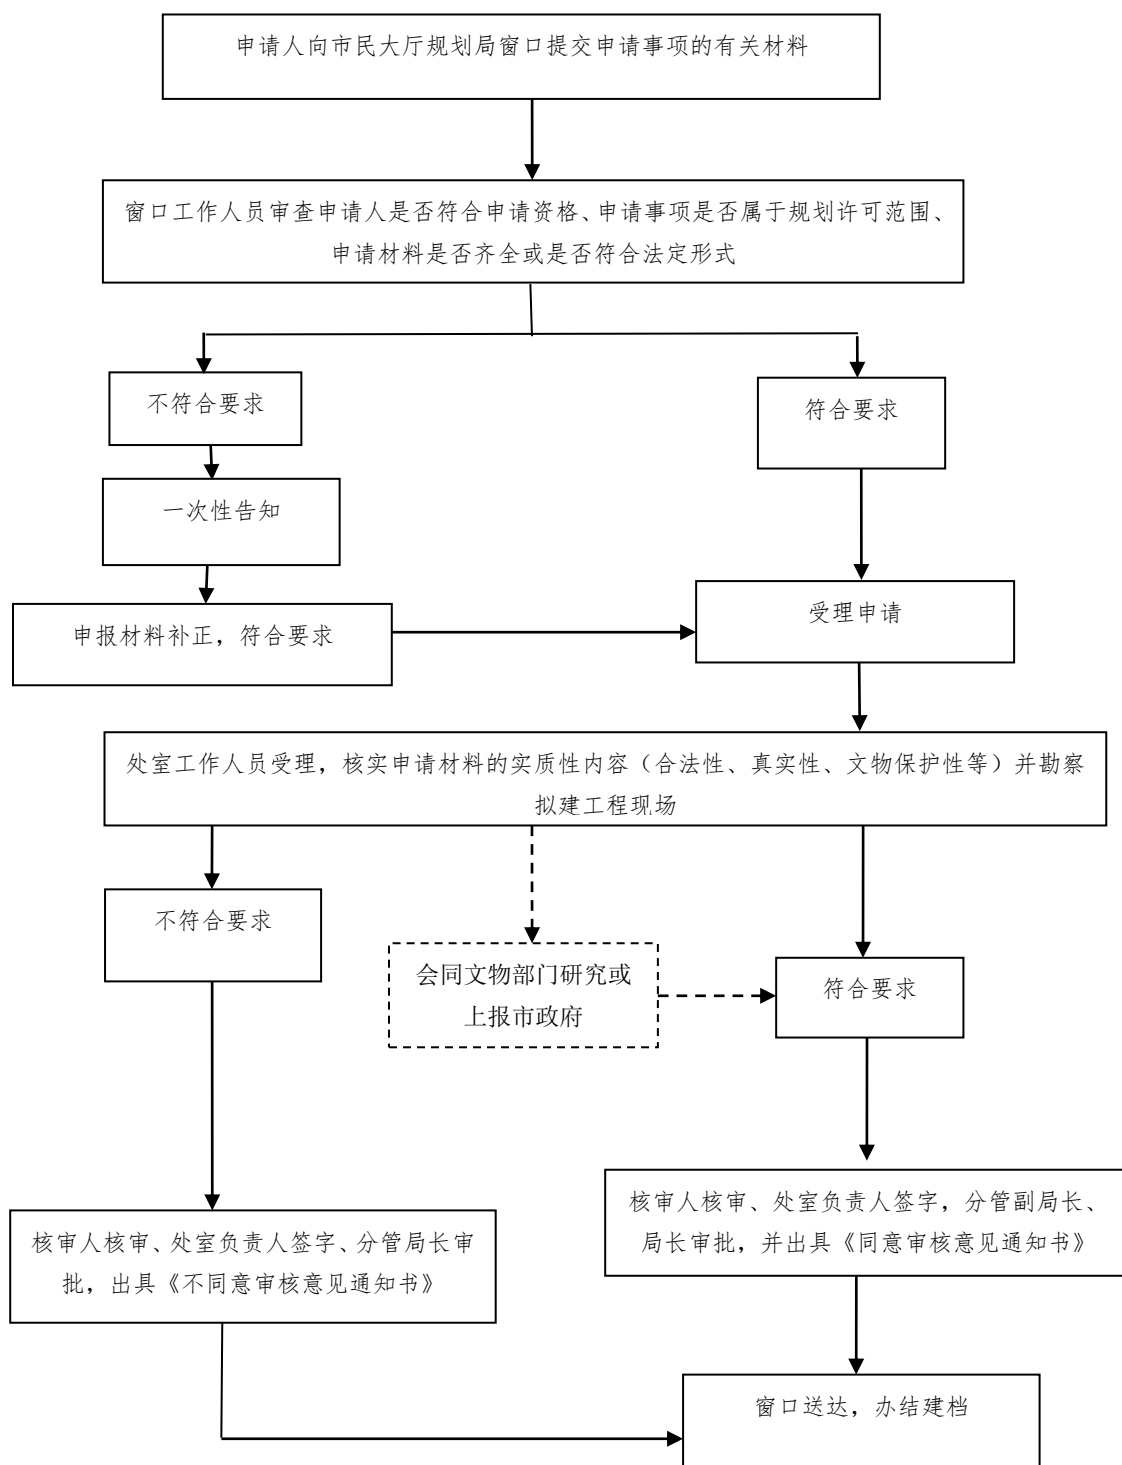 申请人向市民大厅规划局窗口提交申请事项的有关材料
窗口工作人员审查申请人是否符合申请资格、申请事项是否属于规划许可范围、
申请材料是否齐全或是否符合法定形式
不符合要求
符合要求
一次性告知
申报材料补正，符合要求
受理申请
处室工作人员受理，核实申请材料的实质性内容（合法性、真实性、文物保护性等）并勘察
拟建工程现场
不符合要求
会同文物部门研究或
上报市政府
符合要求
核审人核审、处室负责人签字、分管局长审
批，出具《不同意审核意见通知书》
核审人核审、处室负责人签字，分管副局长、
局长审批，并出具《同意审核意见通知书》
窗口送达，办结建档